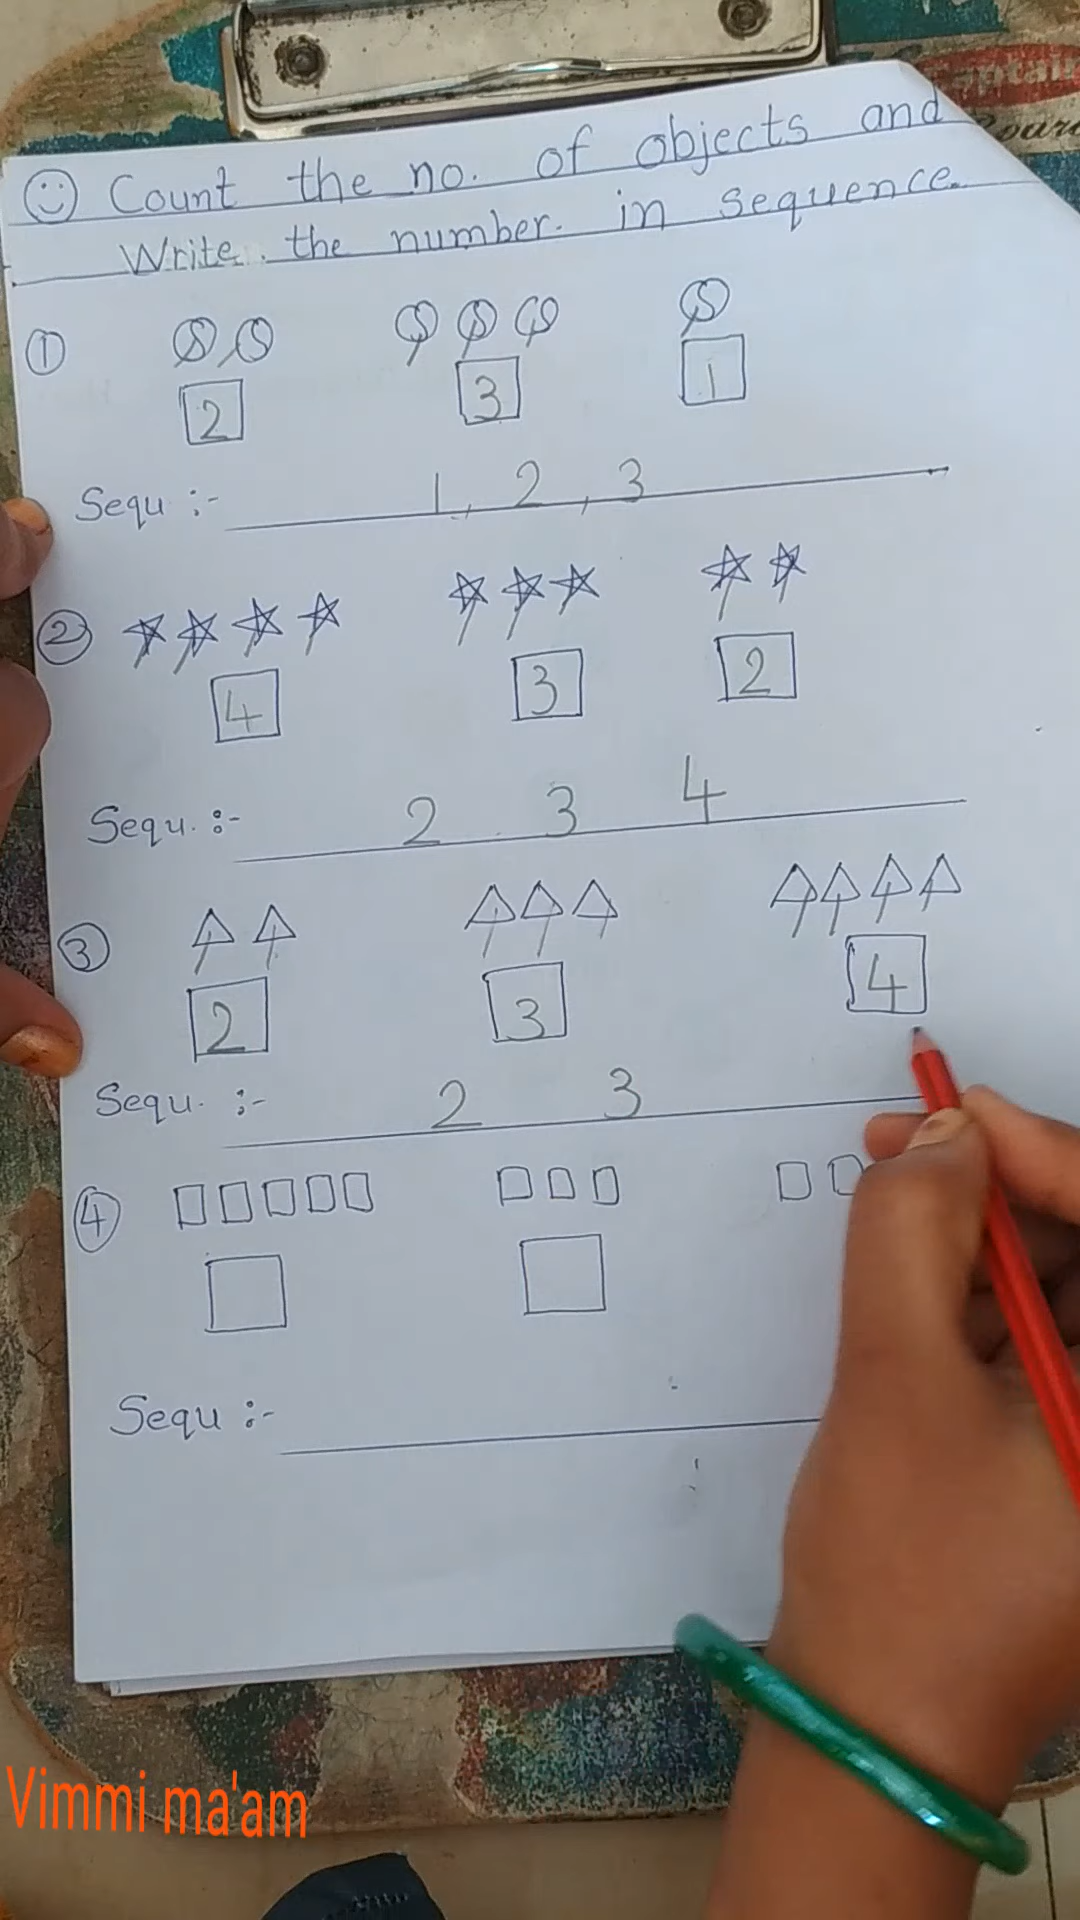 Captain
Board
Count the no. of objects and
Write the number. in sequence.
1
2 3 1
Sequ :- 1, 2, 3
2
4 3 2
Sequ. :- 2 3 4
3
2 3 4
Sequ. :- 2 3
4
Sequ :-
Vimmi ma'am